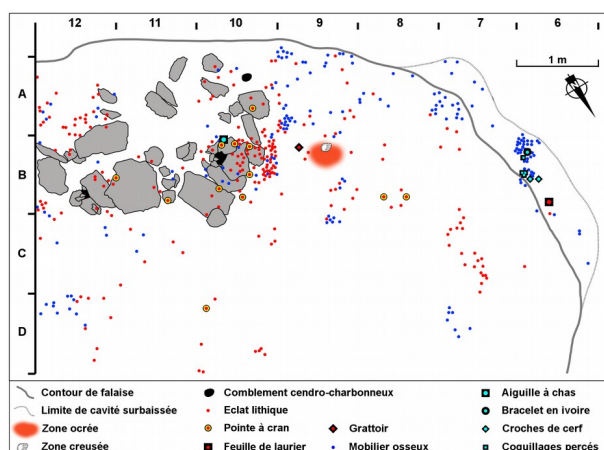 12 11 10 9 8 7 6
1 m
A
B
C
D
Contour de falaise
Limite de cavité surbaissée
Zone ocrée
Zone creusée
Comblement cendro-charbonneux
Eclat lithique
Pointe à cran
Feuille de laurier
Grattoir
Mobilier osseux
Aiguille à chas
Bracelet en ivoire
Croches de cerf
Coquillages percés